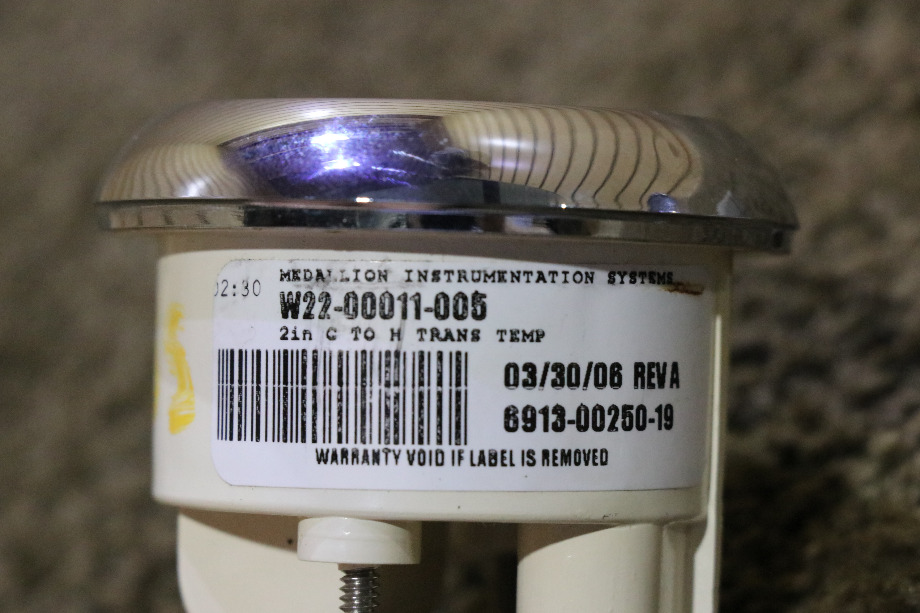 MEDALLION INSTRUMENTATION SYSTEMS
02:30
W22-00011-005
2in C TO H TRANS TEMP
03/30/06 REV A
6913-00250-19
WARRANTY VOID IF LABEL IS REMOVED